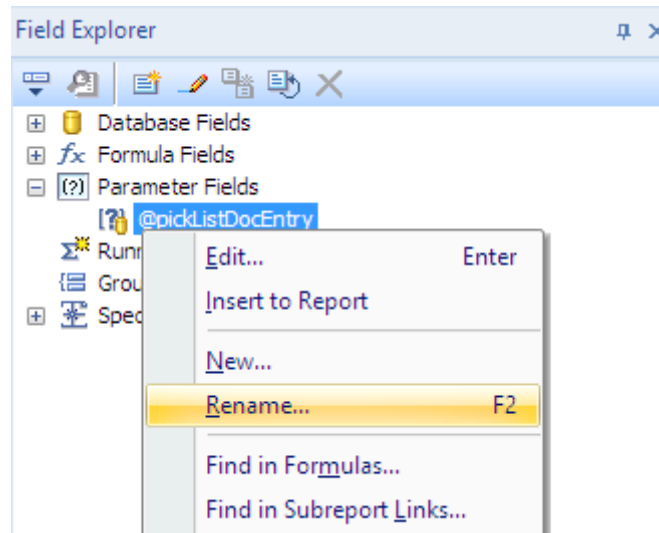 Field Explorer
Database Fields
fx Formula Fields
(?) Parameter Fields
[?] @pickListDocEntry
Edit... Enter
Insert to Report
New...
Rename... F2
Find in Formulas...
Find in Subreport Links...